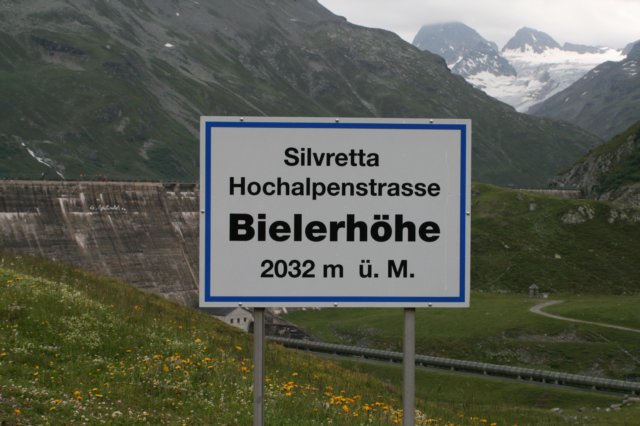 Silvretta
Hochalpenstrasse
Bielerhöhe
2032 m ü. M.